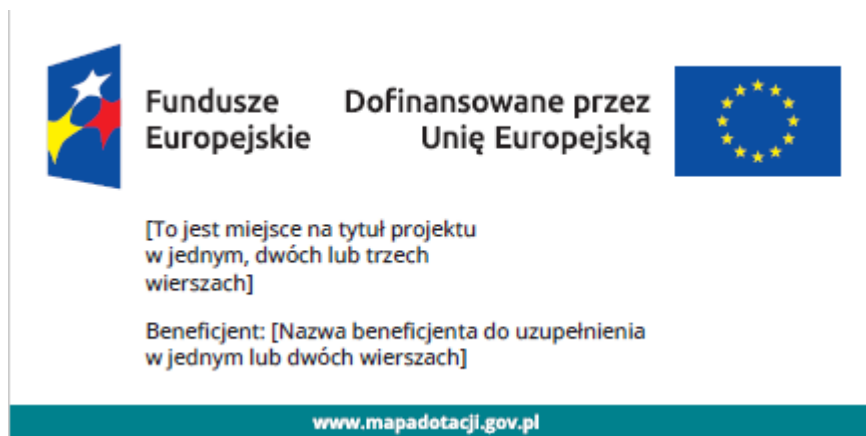 Fundusze
Europejskie
Dofinansowane przez
Unię Europejską
[To jest miejsce na tytuł projektu
w jednym, dwóch lub trzech
wierszach]
Beneficjent: [Nazwa beneficjenta do uzupełnienia
w jednym lub dwóch wierszach]
www.mapadotacji.gov.pl